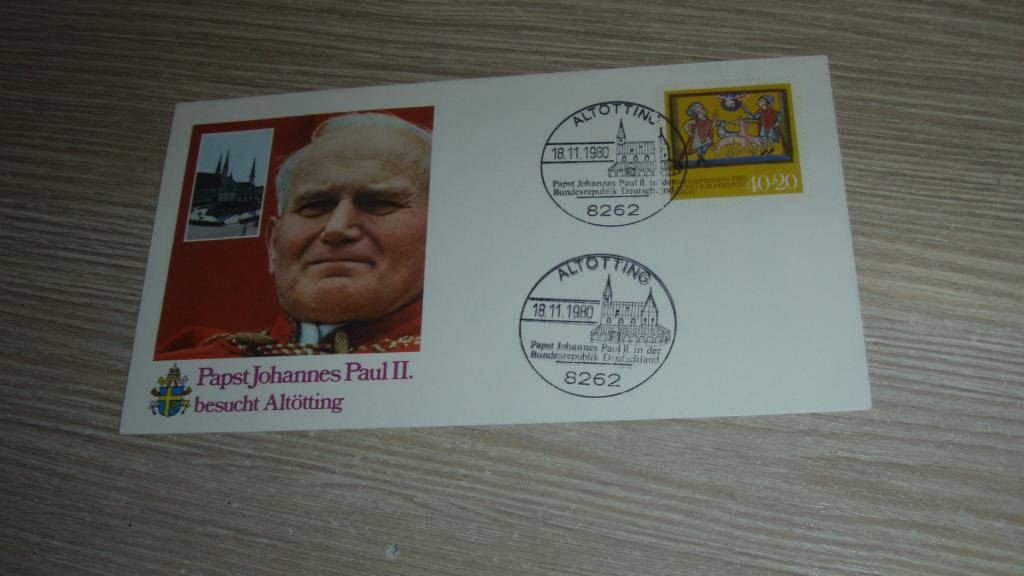 Papst Johannes Paul II.
besucht Altötting
ALTÖTTING
18.11.1980
Papst Johannes Paul II. in der
Bundesrepublik Deutsch
8262
40+20
ALTÖTTING
18.11.1980
Papst Johannes Paul II. in der
Bundesrepublik Deutschland
8262